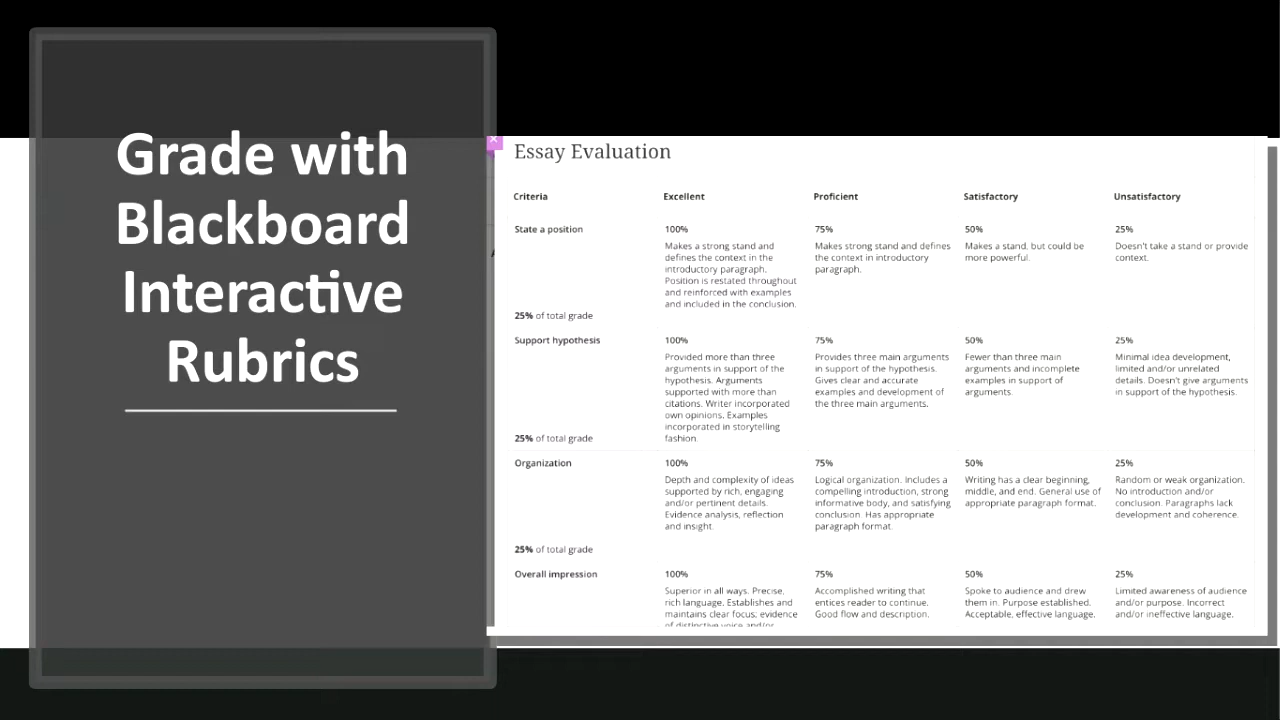 Grade with
Blackboard
Interactive
Rubrics
Essay Evaluation
Criteria
Excellent
Proficient
Satisfactory
Unsatisfactory
State a position
25% of total grade
100%
Makes a strong stand and
defines the context in the
introductory paragraph.
Position is restated throughout
and reinforced with examples
and included in the conclusion.
75%
Makes strong stand and defines
the context in introductory
paragraph.
50%
Makes a stand, but could be
more powerful.
25%
Doesn't take a stand or provide
context.
Support hypothesis
25% of total grade
100%
Provided more than three
arguments in support of the
hypothesis. Arguments
supported with more than
citations. Writer incorporated
own opinions. Examples
incorporated in storytelling
fashion.
75%
Provides three main arguments
in support of the hypothesis.
Gives clear and accurate
examples and development of
the three main arguments.
50%
Fewer than three main
arguments and incomplete
examples in support of
arguments.
25%
Minimal idea development,
limited and/or unrelated
details. Doesn't give arguments
in support of the hypothesis.
Organization
25% of total grade
100%
Depth and complexity of ideas
supported by rich, engaging
and/or pertinent details.
Evidence analysis, reflection
and insight.
75%
Logical organization. Includes a
compelling introduction, strong
informative body, and satisfying
conclusion. Has appropriate
paragraph format.
50%
Writing has a clear beginning,
middle, and end. General use of
appropriate paragraph format.
25%
Random or weak organization.
No introduction and/or
conclusion. Paragraphs lack
development and coherence.
Overall impression
100%
Superior in all ways. Precise,
rich language. Establishes and
maintains clear focus; evidence
of distinctive voice and/or
75%
Accomplished writing that
entices reader to continue.
Good flow and description.
50%
Spoke to audience and drew
them in. Purpose established.
Acceptable, effective language.
25%
Limited awareness of audience
and/or purpose. Incorrect
and/or ineffective language.